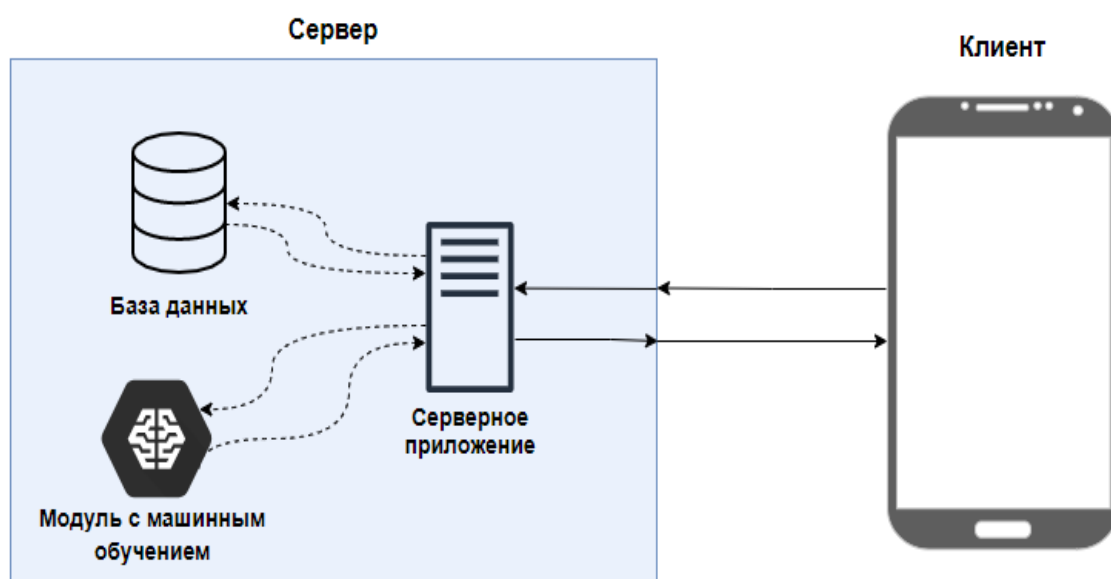 Сервер
Клиент
База данных
Серверное
приложение
Модуль с машинным
обучением